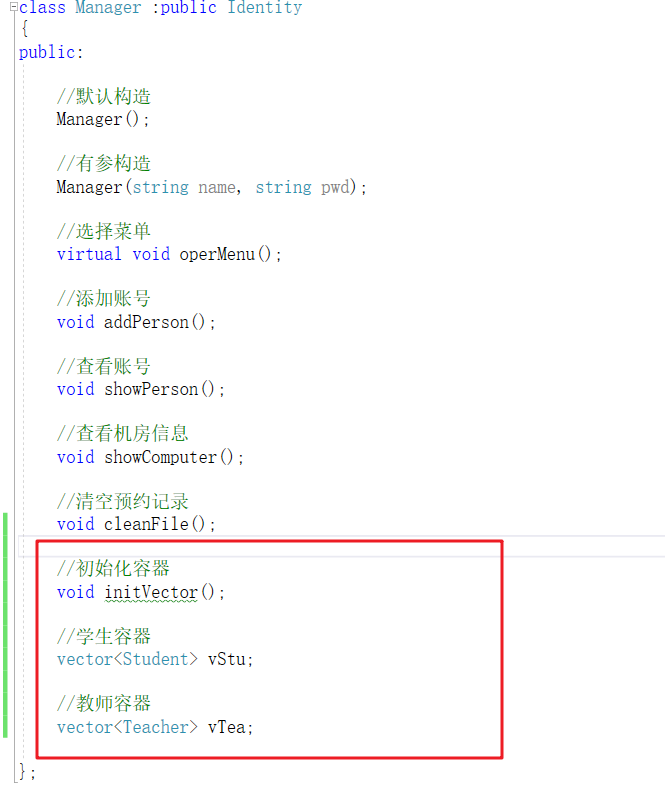 class Manager :public Identity
{
public:
//默认构造
Manager();
//有参构造
Manager(string name, string pwd);
//选择菜单
virtual void operMenu();
//添加账号
void addPerson();
//查看账号
void showPerson();
//查看机房信息
void showComputer();
//清空预约记录
void cleanFile();
//初始化容器
void initVector();
//学生容器
vector<Student> vStu;
//教师容器
vector<Teacher> vTea;
};